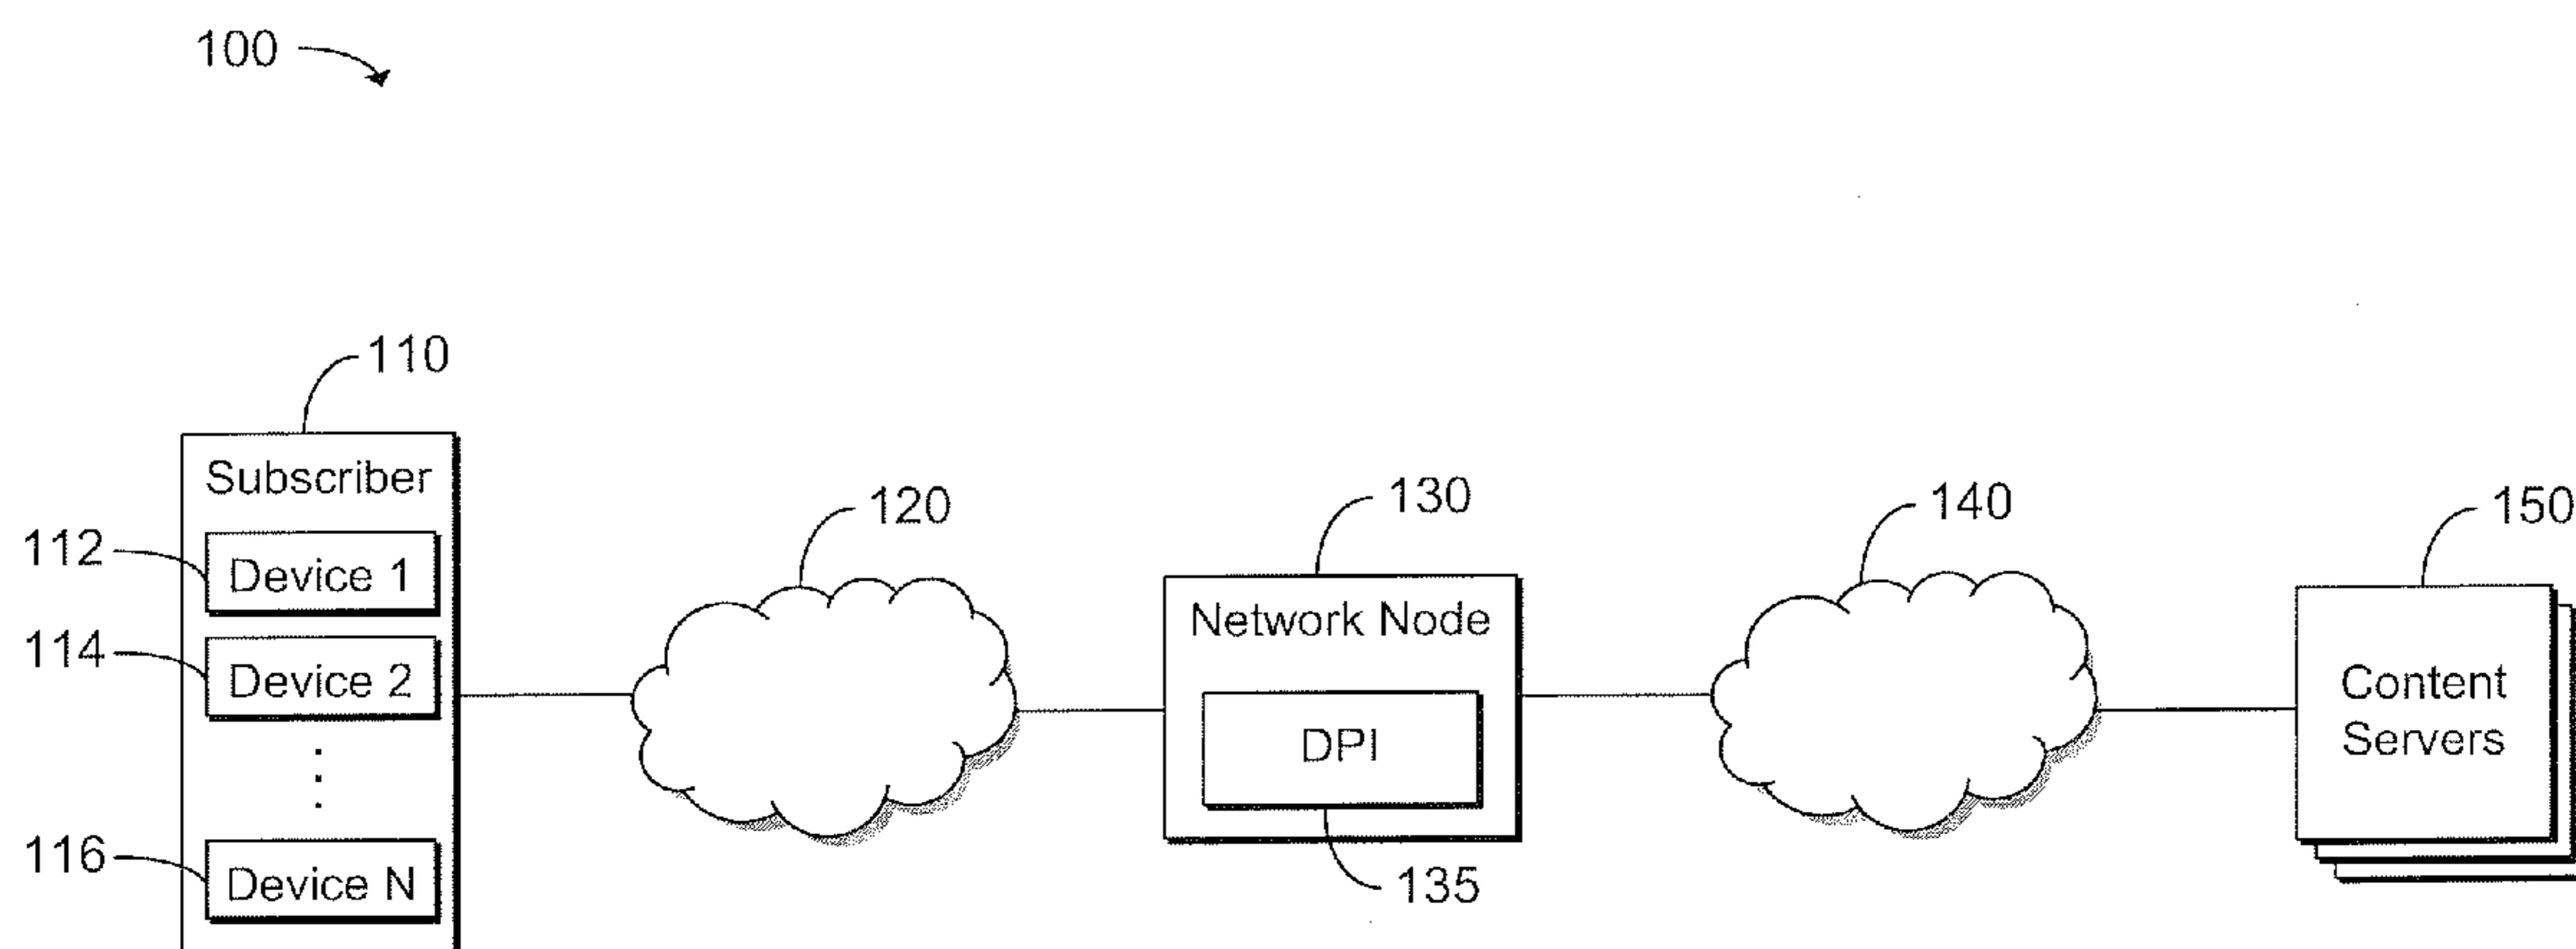 100
110
Subscriber
112
Device 1
114
Device 2
116
Device N
120
130
Network Node
DPI
135
140
150
Content
Servers